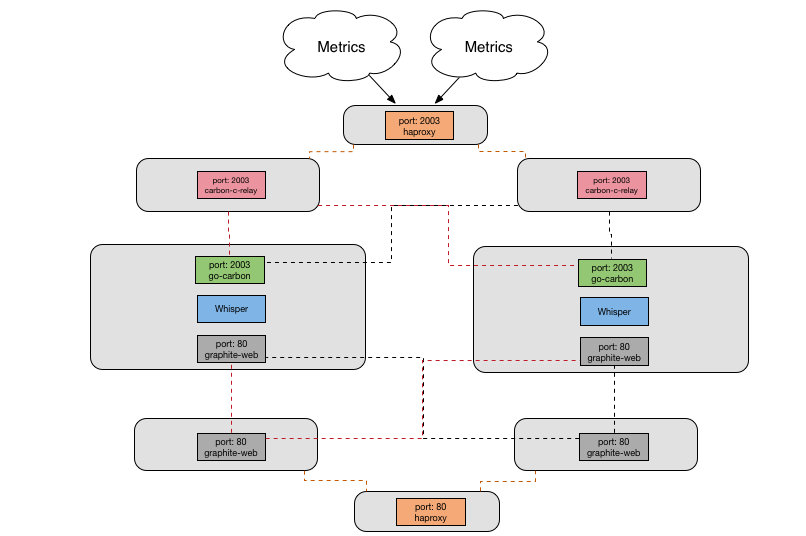 Metrics
Metrics
port: 2003
haproxy
port: 2003
carbon-c-relay
port: 2003
carbon-c-relay
port: 2003
go-carbon
port: 2003
go-carbon
Whisper
Whisper
port: 80
graphite-web
port: 80
graphite-web
port: 80
graphite-web
port: 80
graphite-web
port: 80
haproxy